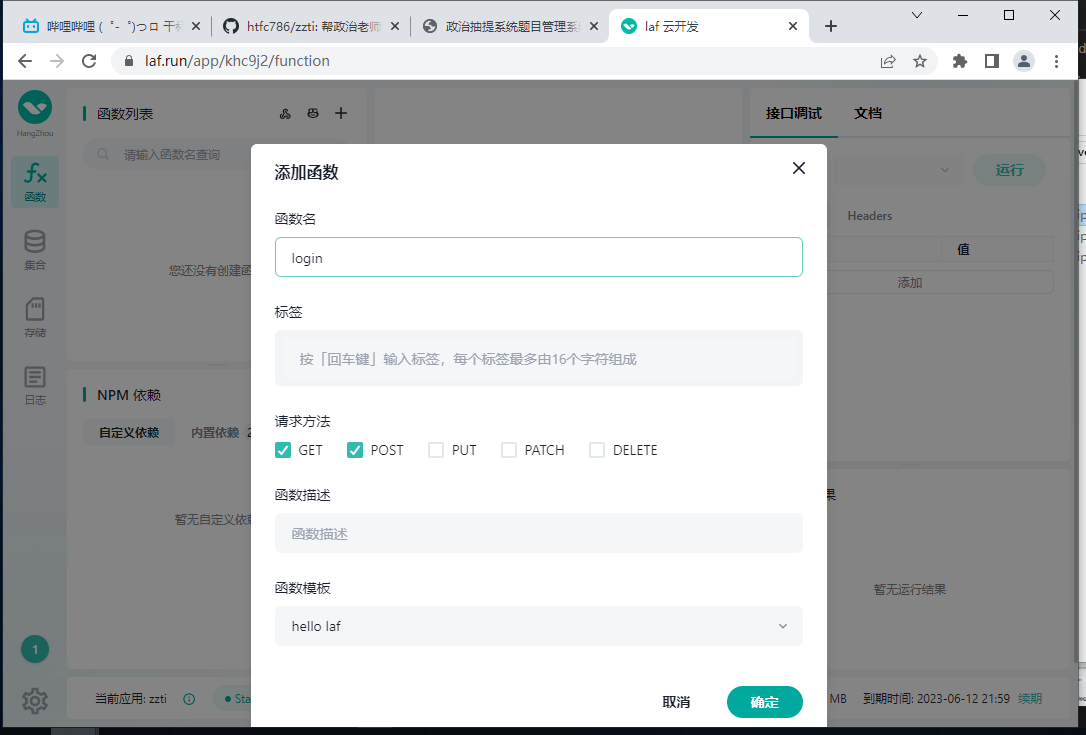 哔哩哔哩 (゜-゜)つロ 干杯
htfc786/zzti: 帮政治老师
政治抽提系统题目管理系统
laf 云开发
laf.run/app/khc9j2/function
HangZhou
函数
集合
存储
日志
1
函数列表
请输入函数名查询
您还没有创建函
NPM 依赖
自定义依赖
内置依赖 2
暂无自定义依赖
接口调试
文档
运行
Headers
值
添加
果
暂无运行结果
添加函数
函数名
login
标签
按「回车键」输入标签，每个标签最多由16个字符组成
请求方法
GET
POST
PUT
PATCH
DELETE
函数描述
函数描述
函数模板
hello laf
取消
确定
当前应用: zzti
Sta
MB
到期时间: 2023-06-12 21:59
续期